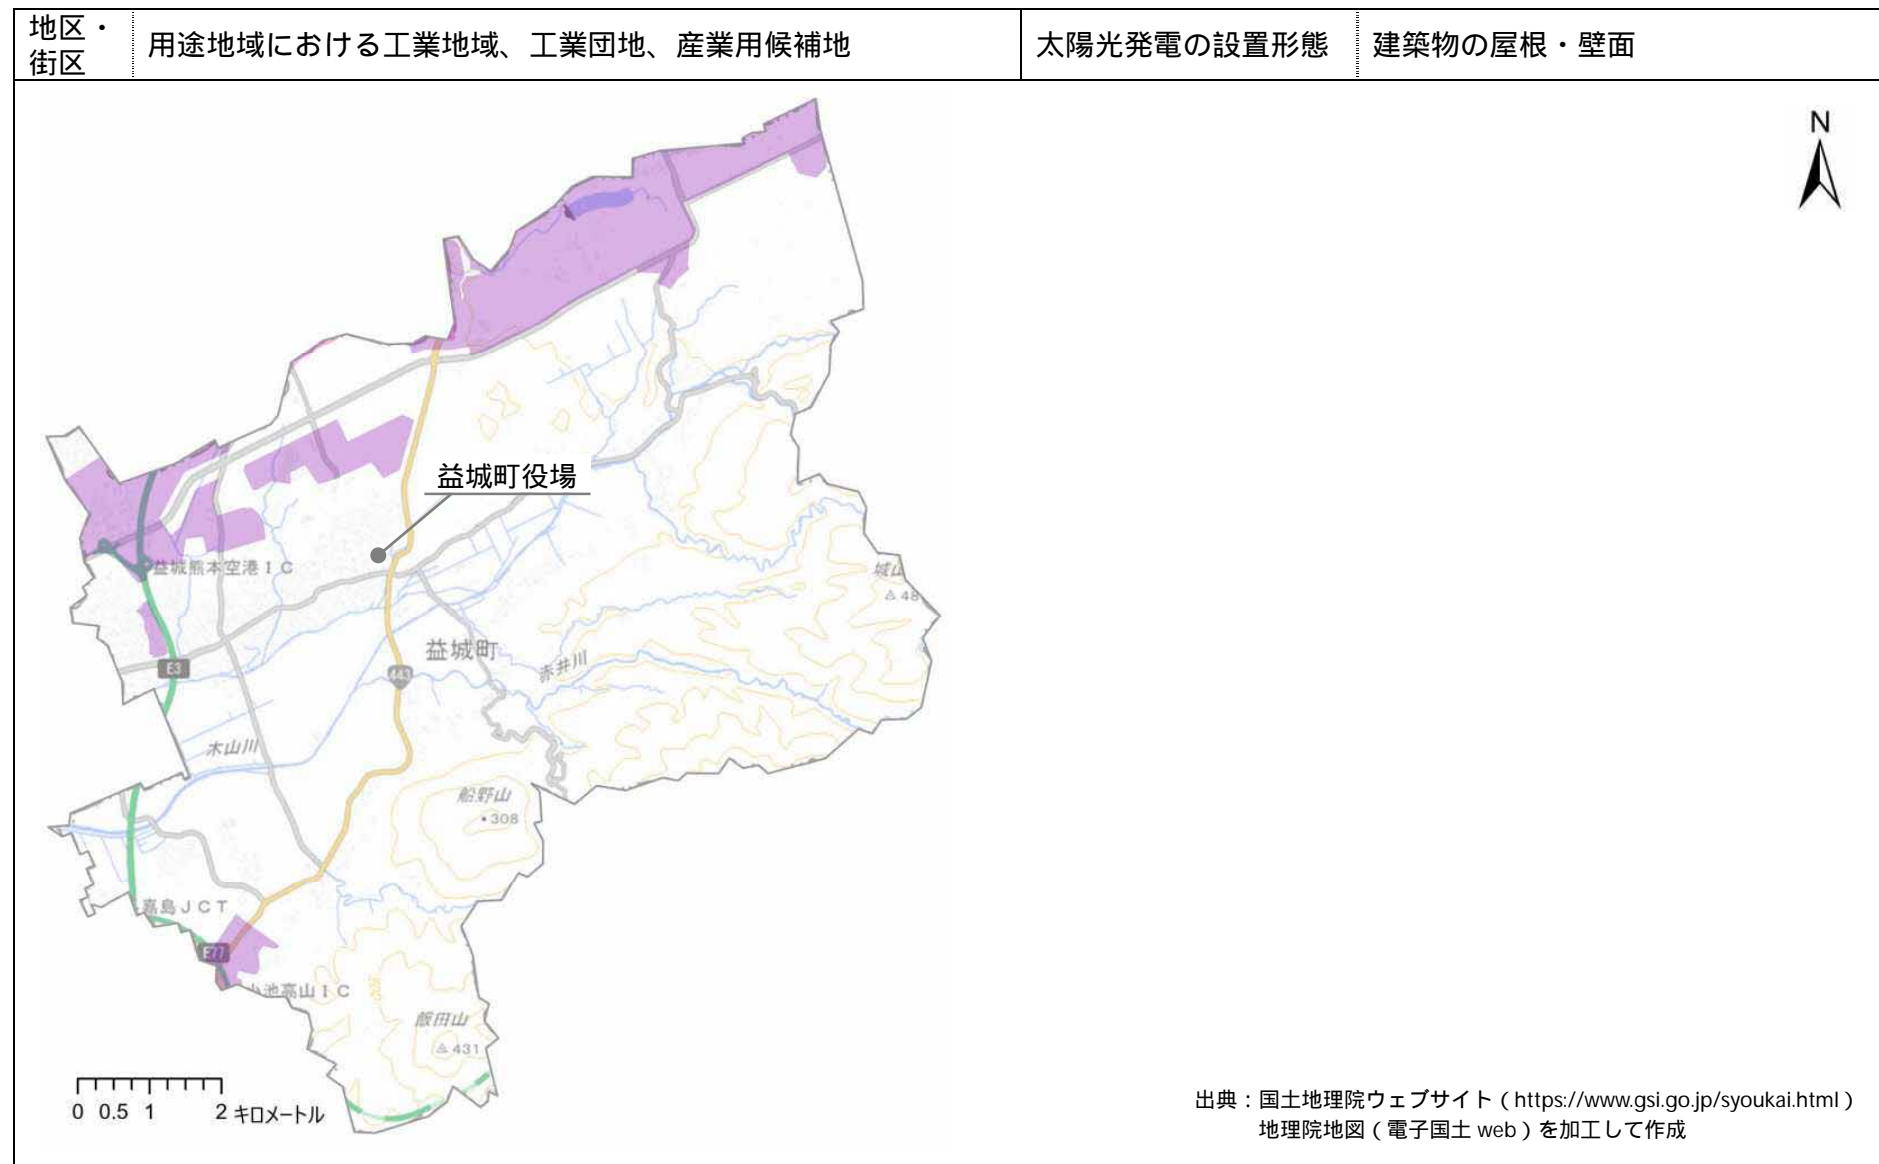 地区・
街区
用途地域における工業地域、工業団地、産業用候補地
太陽光発電の設置形態
建築物の屋根・壁面
N
益城町役場
益城熊本空港IC
城山
48
E3
益城町
443
赤井川
木山川
船野山
308
嘉島JCT
E77
小池高山IC
飯田山
431
0 0.5 1 2 キロメートル
出典：国土地理院ウェブサイト（https://www.gsi.go.jp/syoukai.html）
地理院地図（電子国土 web）を加工して作成